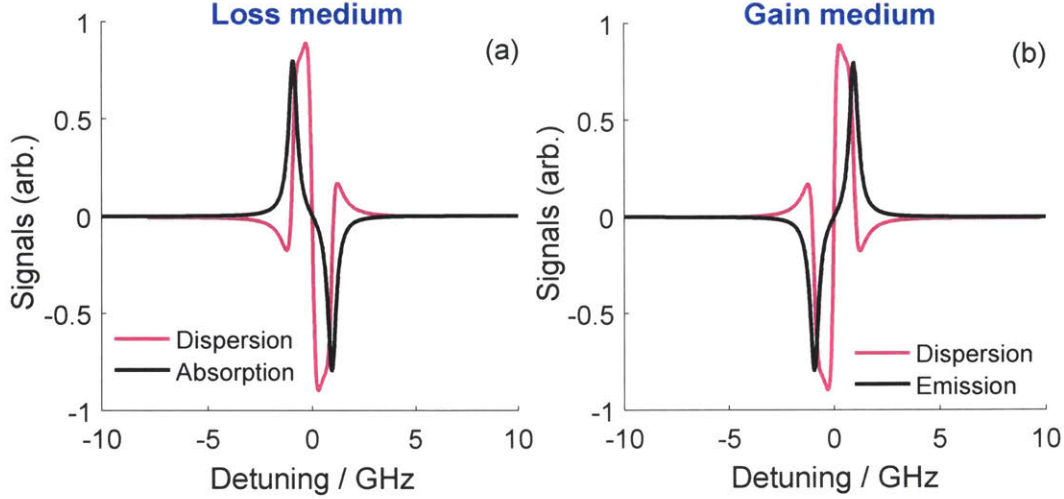 Loss medium
(a)
1
0.5
0
-0.5
-1
Signals (arb.)
Dispersion
Absorption
-10
-5
0
5
10
Detuning / GHz
Gain medium
(b)
1
0.5
0
-0.5
-1
Signals (arb.)
Dispersion
Emission
-10
-5
0
5
10
Detuning / GHz